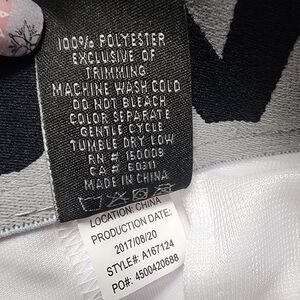 100% POLYESTER
EXCLUSIVE OF
TRIMMING
MACHINE WASH COLD
DO NOT BLEACH
COLOR SEPARATE
GENTLE CYCLE
TUMBLE DRY LOW
RN # 150009
CA # 60311
MADE IN CHINA
LOCATION: CHINA
PRODUCTION DATE:
2017/08/20
STYLE#: A167124
PO#: 4500420688